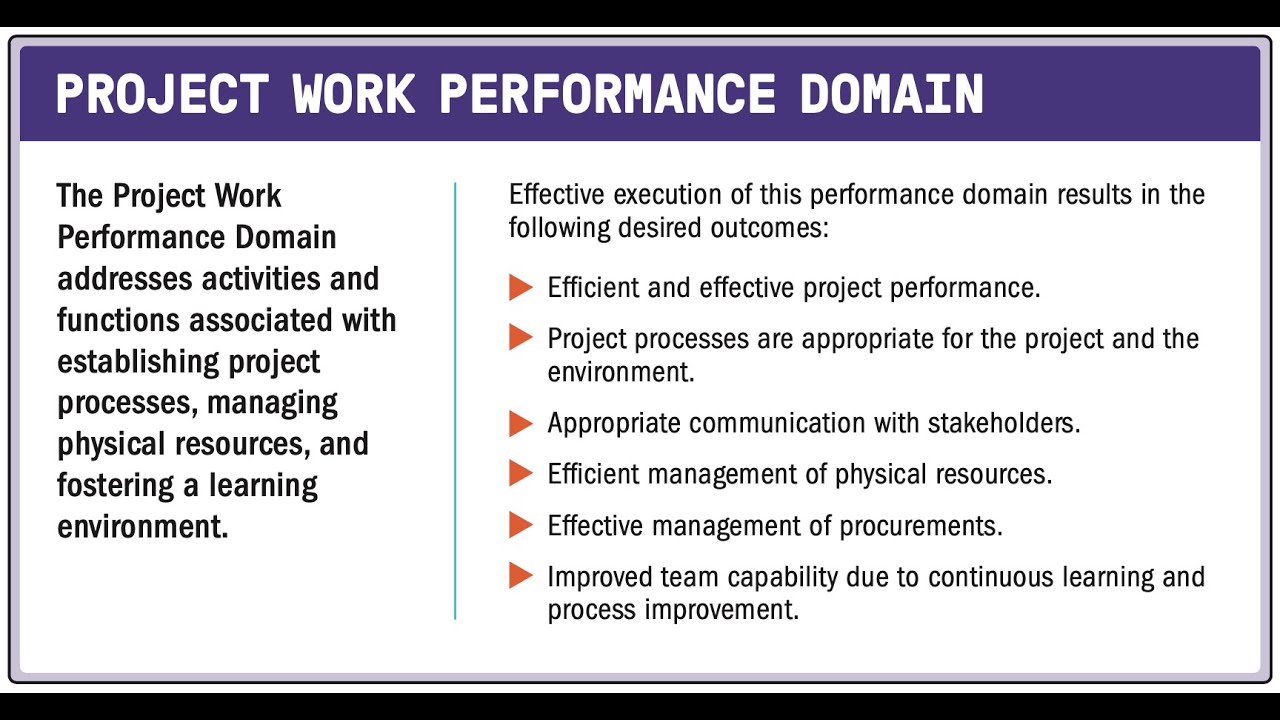 PROJECT WORK PERFORMANCE DOMAIN
The Project Work
Performance Domain
addresses activities and
functions associated with
establishing project
processes, managing
physical resources, and
fostering a learning
environment.
Effective execution of this performance domain results in the
following desired outcomes:
Efficient and effective project performance.
Project processes are appropriate for the project and the
environment.
Appropriate communication with stakeholders.
Efficient management of physical resources.
Effective management of procurements.
Improved team capability due to continuous learning and
process improvement.